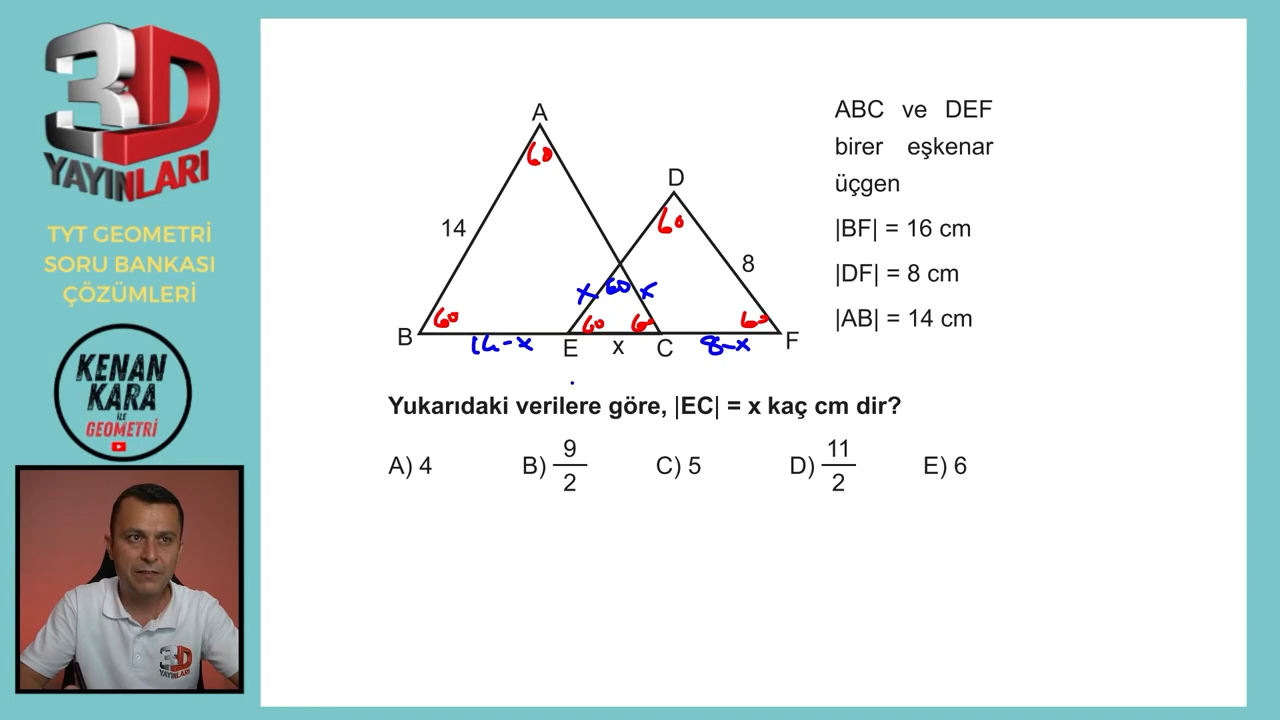 3D
YAYINLARI
TYT GEOMETRİ
SORU BANKASI
ÇÖZÜMLERİ
KENAN
KARA
İLE
GEOMETRİ
3D
YAYINLARI
A
60
D
60
14
8
x 60 x
60
60 60 60
B
14-x
E
x
C
8-x
F
ABC ve DEF
birer eşkenar
üçgen
|BF| = 16 cm
|DF| = 8 cm
|AB| = 14 cm
Yukarıdaki verilere göre, |EC| = x kaç cm dir?
A) 4 B) 9/2 C) 5 D) 11/2 E) 6